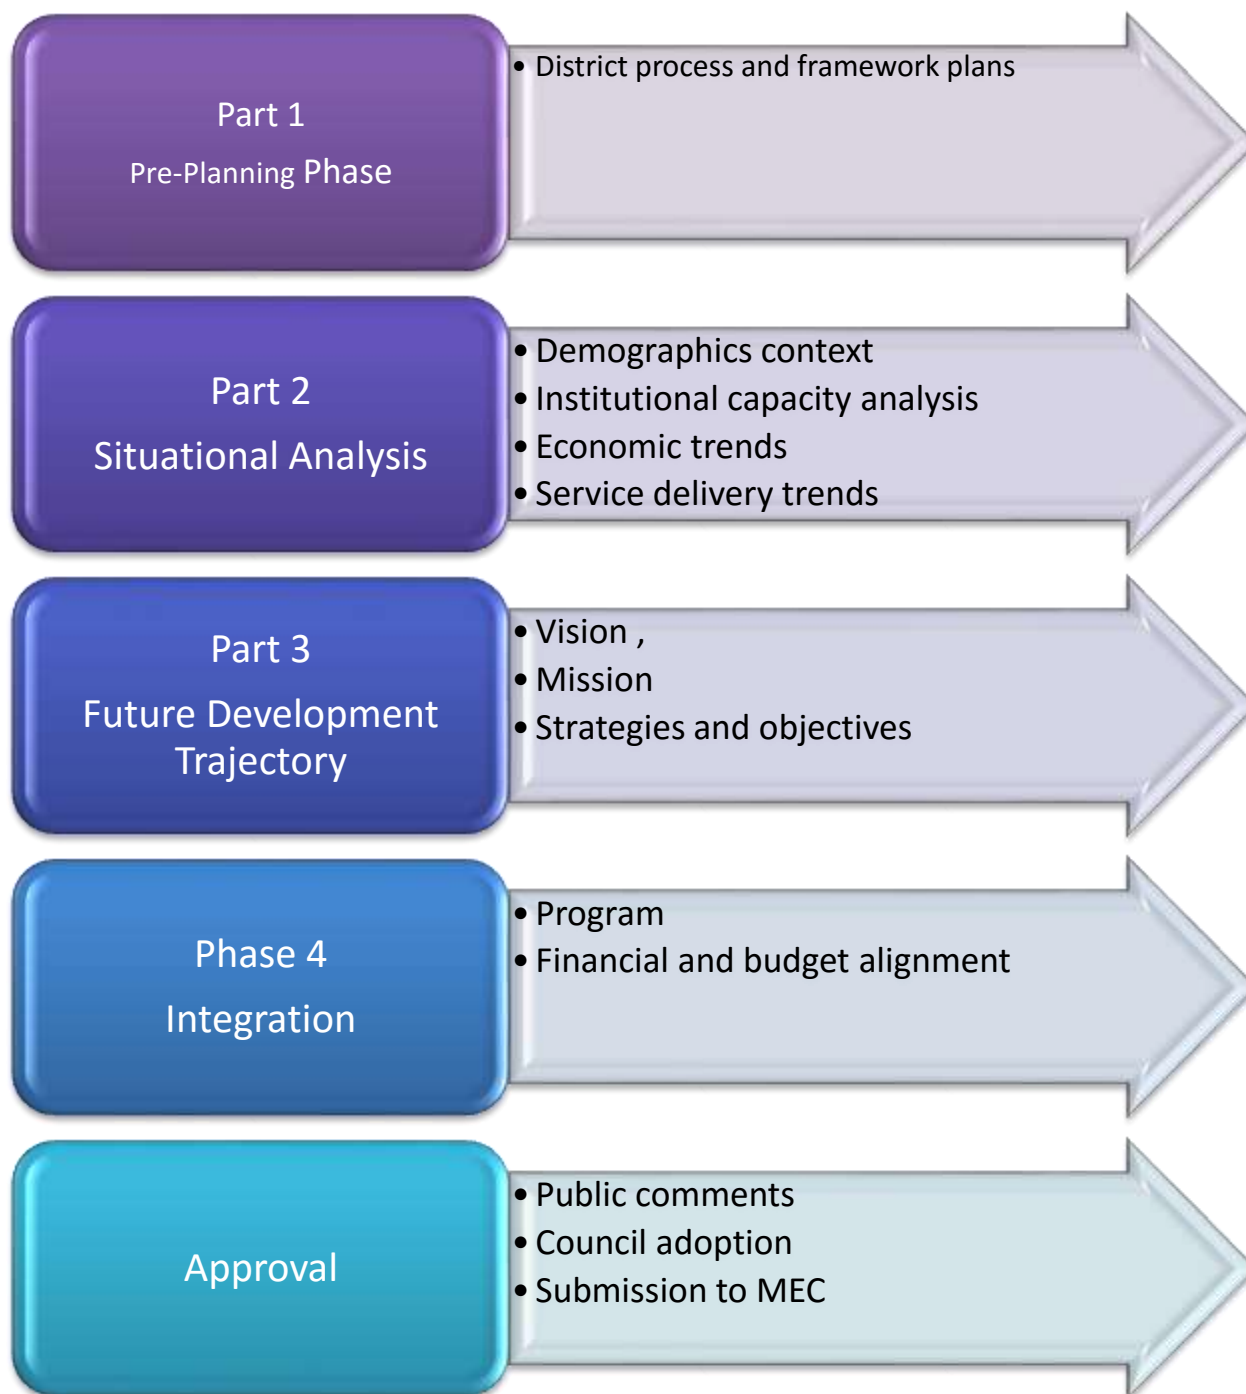 Part 1
Pre-Planning Phase
• District process and framework plans
Part 2
Situational Analysis
• Demographics context
• Institutional capacity analysis
• Economic trends
• Service delivery trends
Part 3
Future Development
Trajectory
• Vision ,
• Mission
• Strategies and objectives
Phase 4
Integration
• Program
• Financial and budget alignment
Approval
• Public comments
• Council adoption
• Submission to MEC